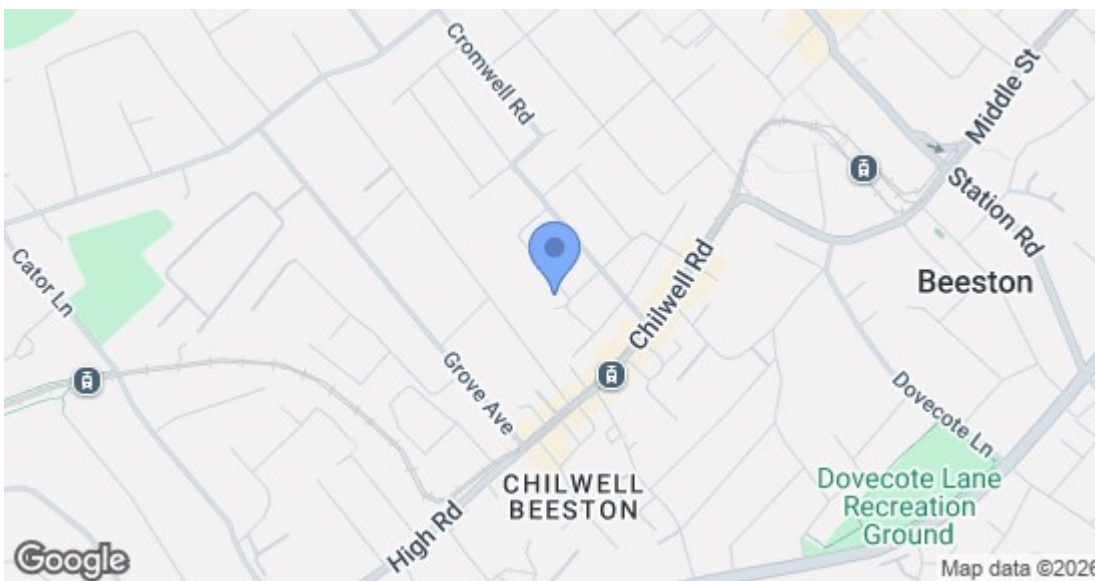 Cromwell Rd
Middle St
Station Rd
Cator Ln
Chilwell Rd
Beeston
Grove Ave
Dovecote Ln
CHILWELL
BEESTON
Dovecote Lane
Recreation
Ground
High Rd
Google
Map data ©2026